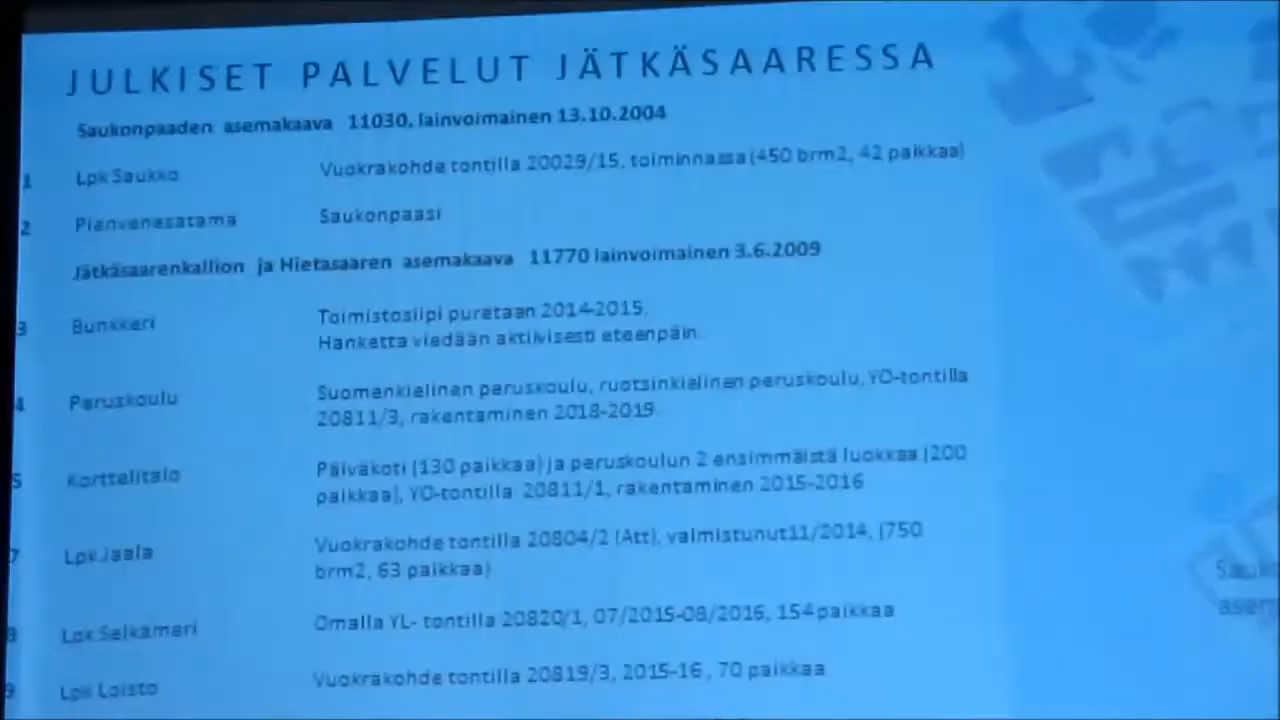 JULKISET PALVELUT JÄTKÄSAARESSA
Saukonpaaden asemakaava 11030, lainvoimainen 13.10.2004
1 Lpk Saukko Vuokrakohde tontilla 20029/15, toiminnassa (450 brm2, 42 paikkaa)
2 Pienvenesatama Saukonpaasi
Jätkäsaarenkallion ja Hietasaaren asemakaava 11770 lainvoimainen 3.6.2009
3 Bunkkeri Toimistosiipi puretaan 2014-2015.
Hanketta viedään aktiivisesti eteenpäin.
4 Peruskoulu Suomenkielinen peruskoulu, ruotsinkielinen peruskoulu, YO-tontilla
20811/3, rakentaminen 2018-2019.
5 Korttelitalo Päiväkoti (130 paikkaa) ja peruskoulun 2 ensimmäistä luokkaa (200
paikkaa), YO-tontilla 20811/1, rakentaminen 2015-2016
7 Lpk Jaala Vuokrakohde tontilla 20804/2 (Att), valmistunut 11/2014, (750
brm2, 63 paikkaa)
8 Lpk Selkämeri Omalla YL- tontilla 20820/1, 07/2015-08/2016, 154 paikkaa
9 Lpk Loisto Vuokrakohde tontilla 20819/3, 2015-16 , 70 paikkaa